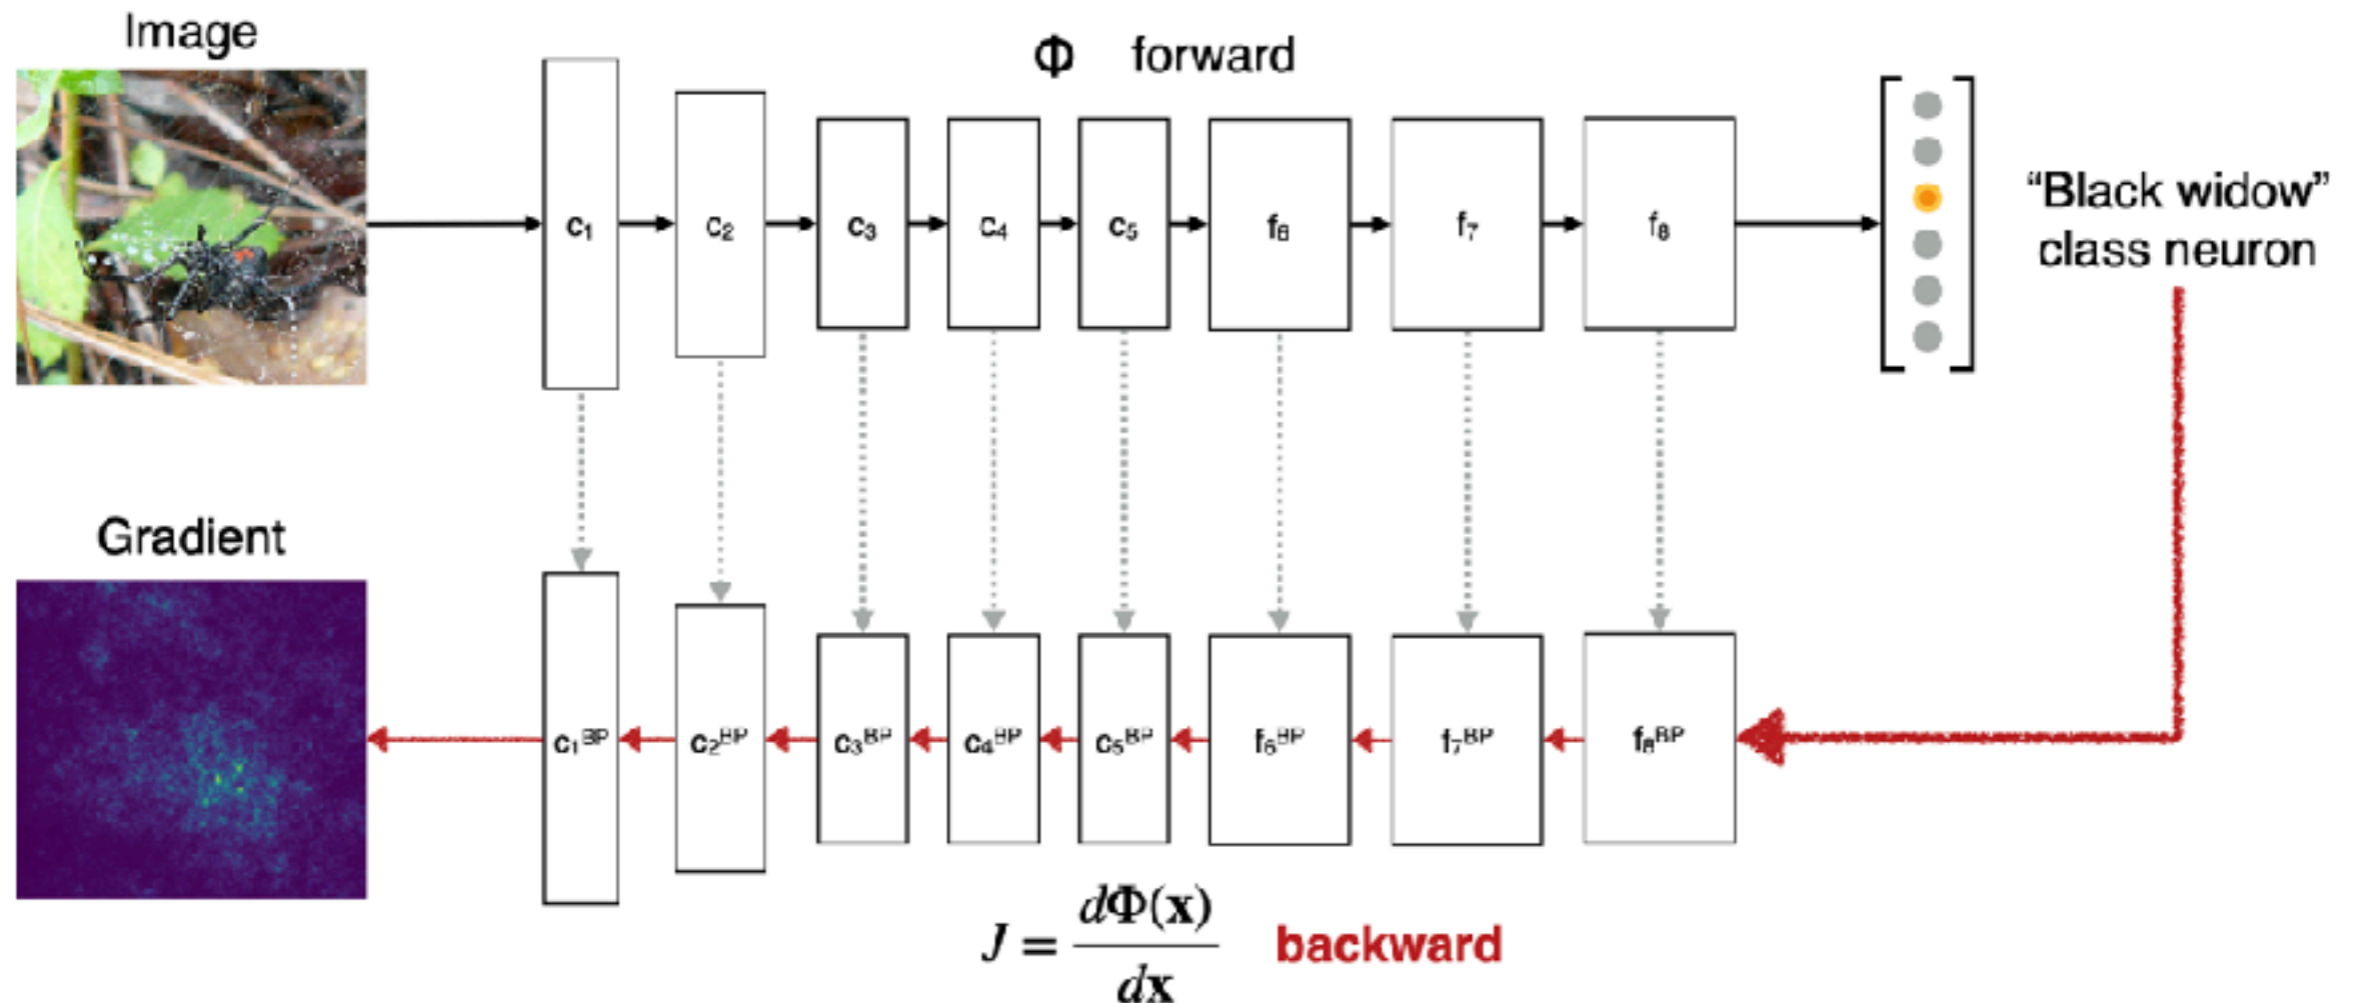 Image
Φ forward
c₁ c₂ c₃ c₄ c₅ f₆ f₇ f₈
“Black widow”
class neuron
Gradient
c₁ᴮᴾ c₂ᴮᴾ c₃ᴮᴾ c₄ᴮᴾ c₅ᴮᴾ f₆ᴮᴾ f₇ᴮᴾ f₈ᴮᴾ
J = dΦ(x)/dx backward